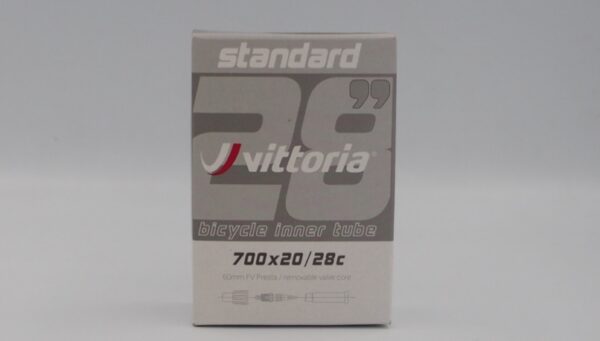 standard
28”
vittoria®
bicycle inner tube
700x20/28c
60mm FV Presta / removable valve core